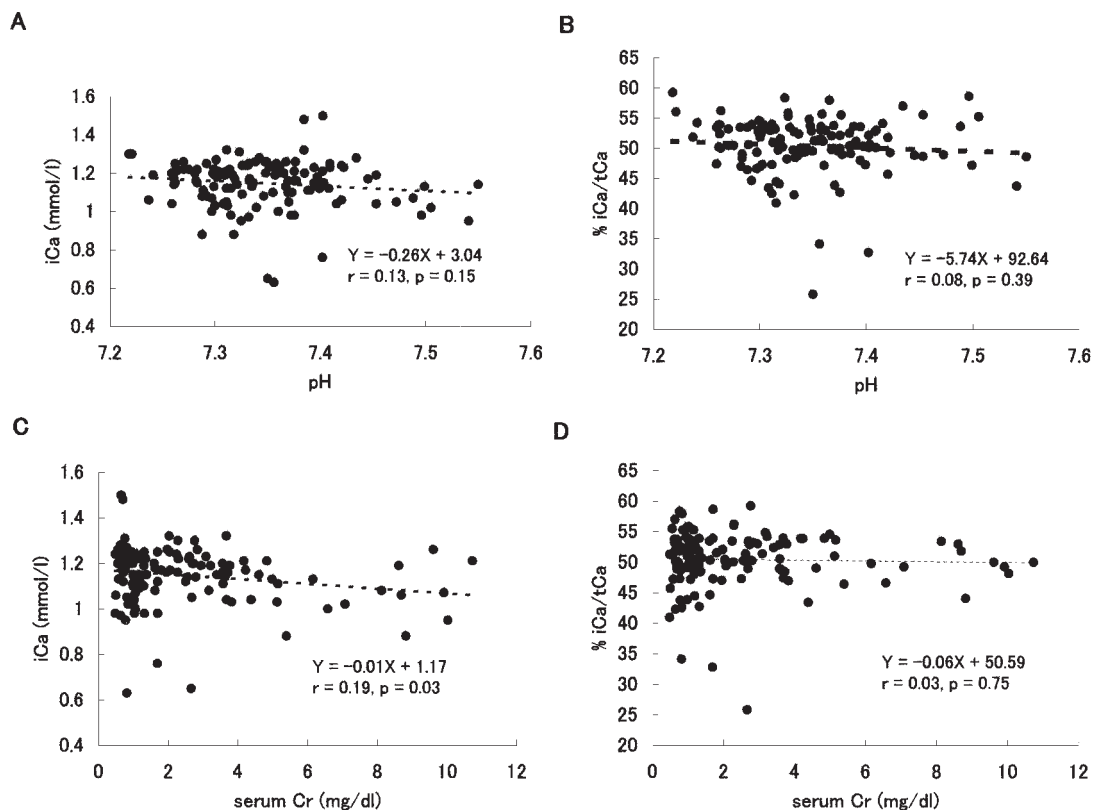 A
iCa (mmol/l)
1.6
1.4
1.2
1
0.8
0.6
0.4
Y = −0.26X + 3.04
r = 0.13, p = 0.15
7.2 7.3 7.4 7.5 7.6
pH
B
% iCa/tCa
65
60
55
50
45
40
35
30
25
20
Y = −5.74X + 92.64
r = 0.08, p = 0.39
7.2 7.3 7.4 7.5 7.6
pH
C
iCa (mmol/l)
1.6
1.4
1.2
1
0.8
0.6
0.4
Y = −0.01X + 1.17
r = 0.19, p = 0.03
0 2 4 6 8 10 12
serum Cr (mg/dl)
D
% iCa/tCa
65
60
55
50
45
40
35
30
25
20
Y = −0.06X + 50.59
r = 0.03, p = 0.75
0 2 4 6 8 10 12
serum Cr (mg/dl)